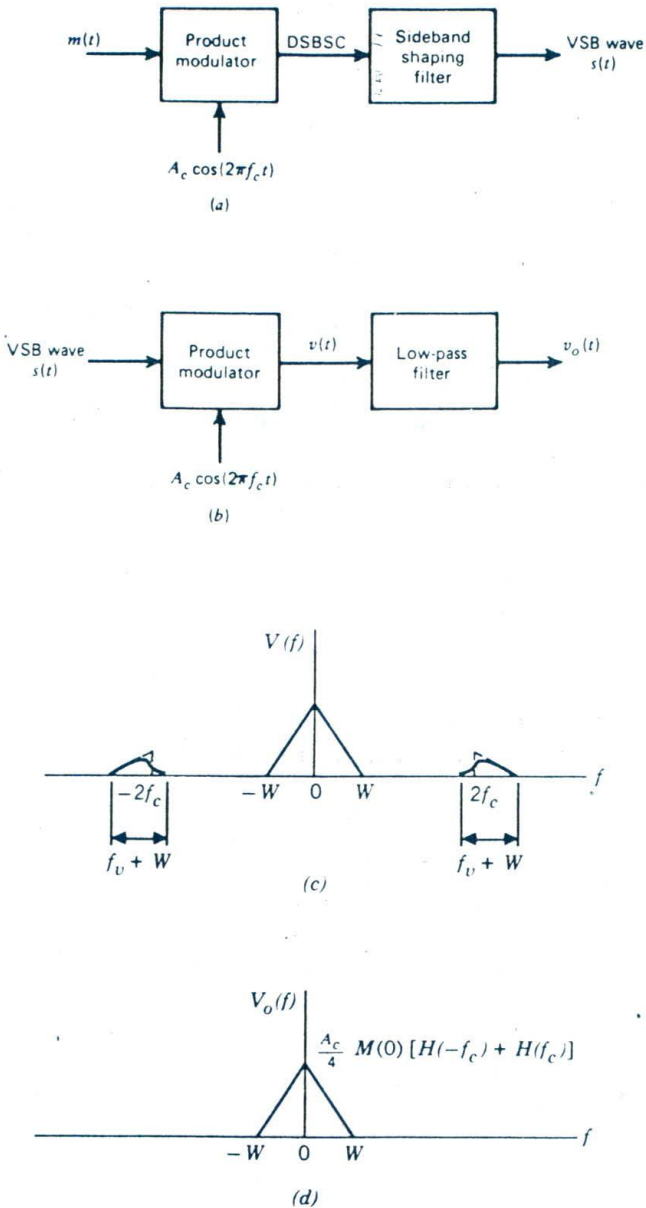 m(t)
Product
modulator
DSBSC
Sideband
shaping
filter
VSB wave
s(t)
A_c cos(2πf_c t)
(a)
VSB wave
s(t)
Product
modulator
v(t)
Low-pass
filter
v_o(t)
A_c cos(2πf_c t)
(b)
V(f)
-2f_c -W 0 W 2f_c f
f_v + W f_v + W
(c)
V_o(f)
A_c/4 M(0) [H(-f_c) + H(f_c)]
-W 0 W f
(d)